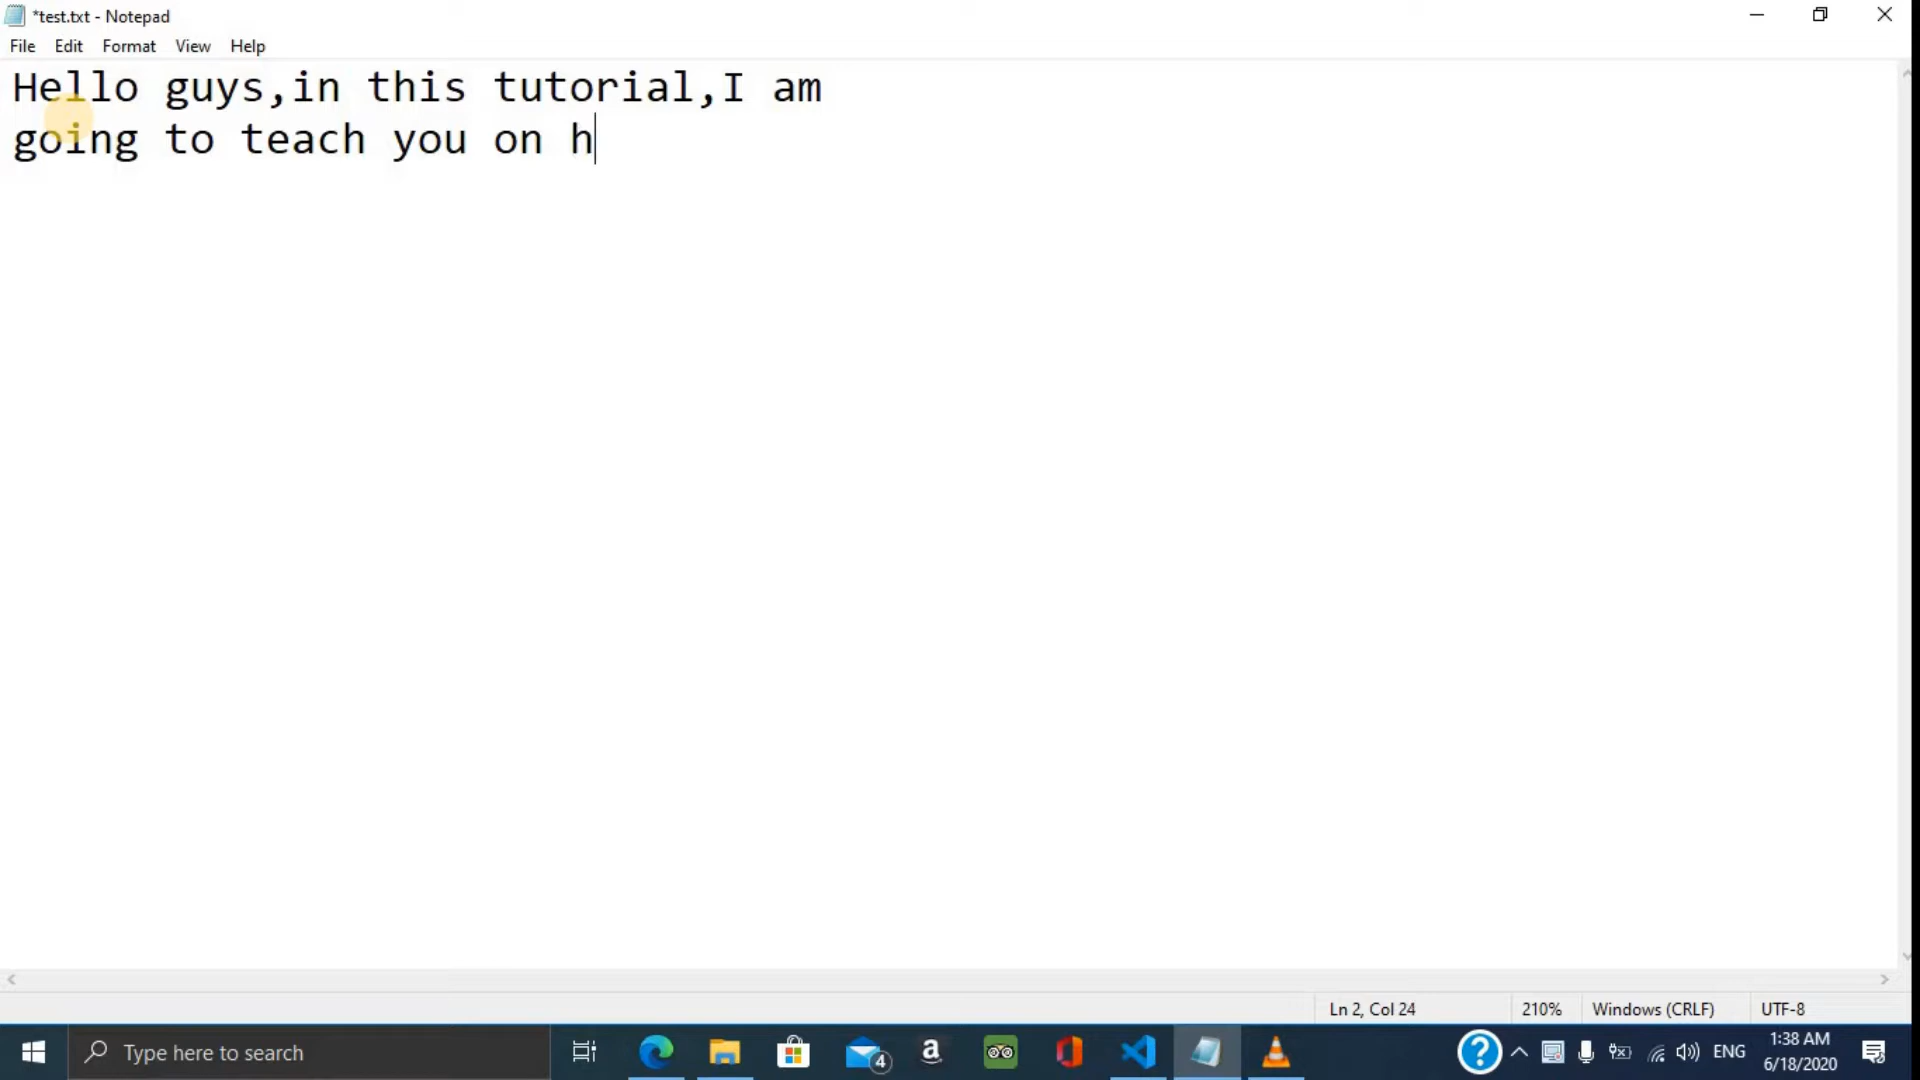 *test.txt - Notepad
File Edit Format View Help
Hello guys,in this tutorial,I am
going to teach you on h
Ln 2, Col 24 210% Windows (CRLF) UTF-8
Type here to search 4 a ? ENG 1:38 AM
6/18/2020